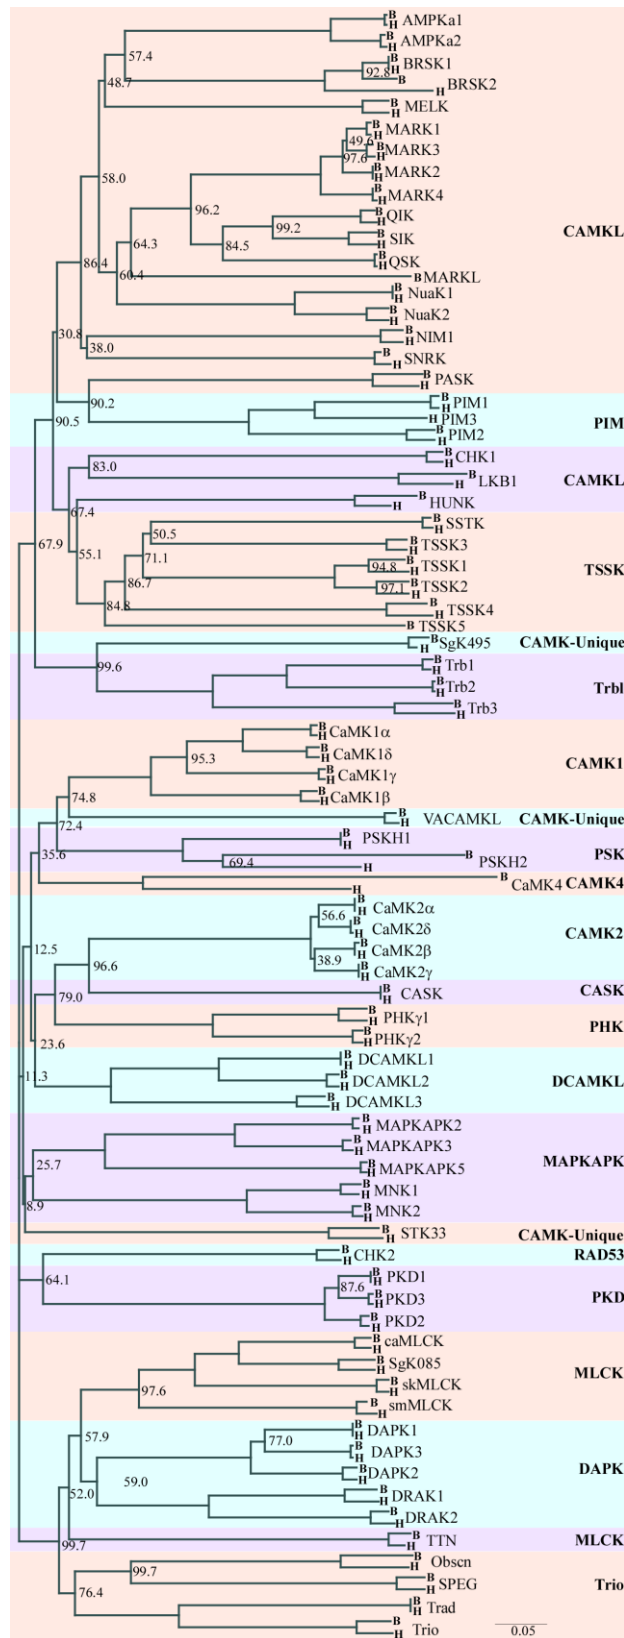 B
H AMPKa1
B
H AMPKa2
57.4
B
H BRSK1
92.8
B
48.7
H BRSK2
B
H MELK
B
H MARK1
49.6
B
H MARK3
97.6
B
H MARK2
58.0
B
H MARK4
96.2
B
H QIK
99.2
CAMKL
B
H SIK
64.3
84.5
B
H QSK
86.4
60.4
B MARKL
B
H NuaK1
B
H NuaK2
30.8
B
H NIM1
38.0
B
H SNRK
B
H PASK
90.2
B
H PIM1
90.5
H PIM3
PIM
B
H PIM2
B
H CHK1
83.0
B
H LKB1
CAMKL
B
H HUNK
67.4
B
H SSTK
50.5
67.9
B
H TSSK3
55.1
71.1
B
H TSSK1
94.8
TSSK
86.7
B
H TSSK2
97.1
84.8
B
H TSSK4
B TSSK5
B
H SgK495
CAMK-Unique
99.6
B
H Trb1
B
H Trb2
Trbl
B
H Trb3
B
H CaMK1α
95.3
B
H CaMK1δ
CAMK1
B
H CaMK1γ
74.8
B
H CaMK1β
B
H VACAMKL
CAMK-Unique
72.4
B
H PSKH1
35.6
PSK
69.4
B
H PSKH2
B
H CaMK4
CAMK4
B
H CaMK2α
56.6
B
H CaMK2δ
CAMK2
12.5
B
H CaMK2β
38.9
96.6
B
H CaMK2γ
79.0
B
H CASK
CASK
B
H PHKγ1
PHK
23.6
B
H PHKγ2
B
H DCAMKL1
11.3
B
H DCAMKL2
DCAMKL
B
H DCAMKL3
B
H MAPKAPK2
25.7
B
H MAPKAPK3
MAPKAPK
B
H MAPKAPK5
B
H MNK1
8.9
B
H MNK2
B
H STK33
CAMK-Unique
B
H CHK2
RAD53
64.1
B
H PKD1
87.6
B
H PKD3
PKD
B
H PKD2
B
H caMLCK
B
H SgK085
MLCK
97.6
B
H skMLCK
B
H smMLCK
57.9
B
H DAPK1
77.0
B
H DAPK3
59.0
B
H DAPK2
DAPK
52.0
B
H DRAK1
B
H DRAK2
99.7
B
H TTN
MLCK
B
H Obscn
99.7
B
H SPEG
Trio
76.4
B
H Trad
B
H Trio
0.05